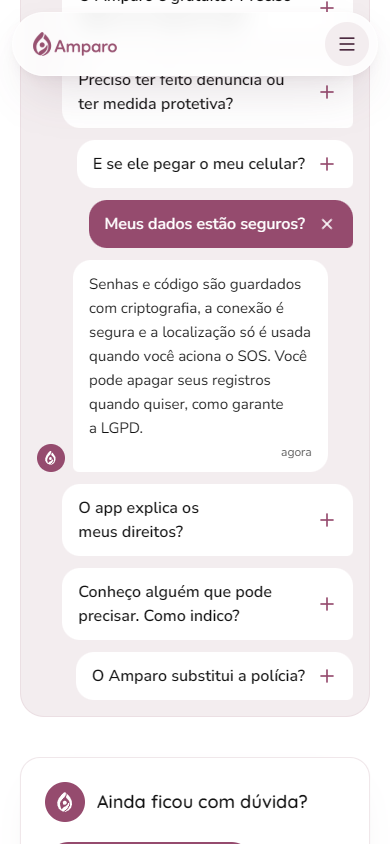 Amparo
Preciso ter feito denúncia ou
ter medida protetiva?
E se ele pegar o meu celular?
Meus dados estão seguros?
Senhas e código são guardados
com criptografia, a conexão é
segura e a localização só é usada
quando você aciona o SOS. Você
pode apagar seus registros
quando quiser, como garante
a LGPD.
agora
O app explica os
meus direitos?
Conheço alguém que pode
precisar. Como indico?
O Amparo substitui a polícia?
Ainda ficou com dúvida?